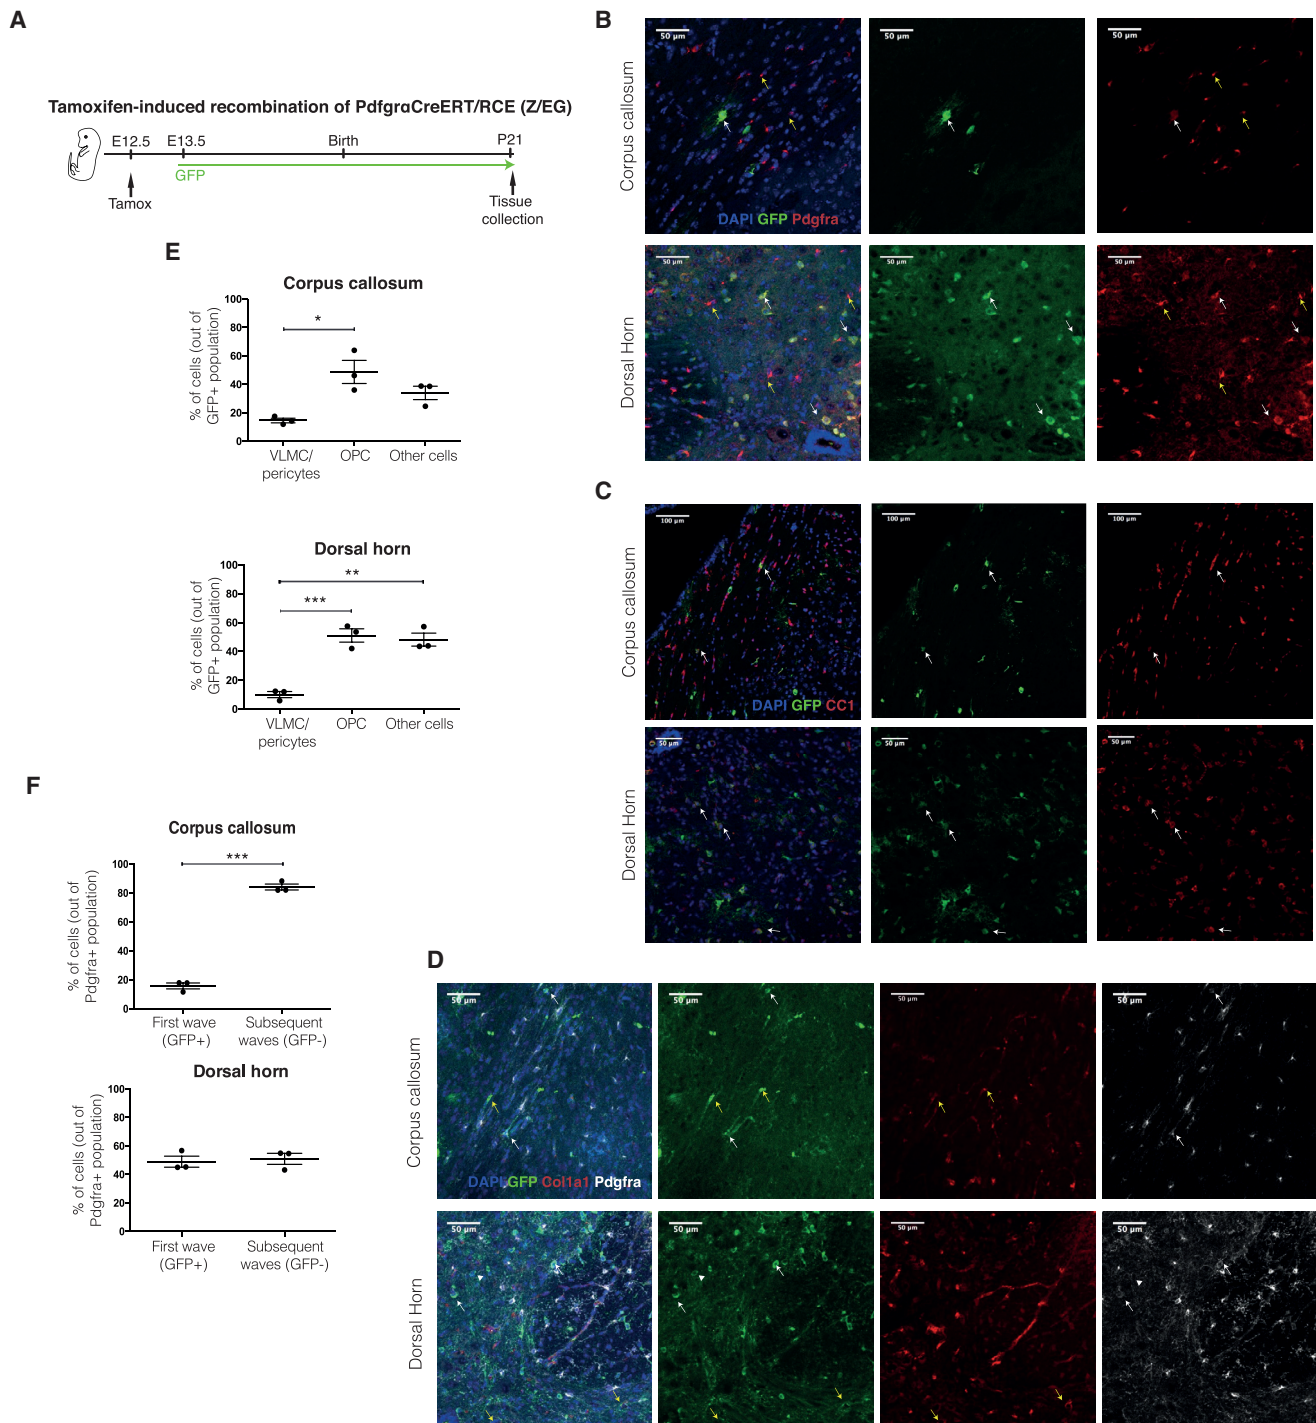 A
Tamoxifen-induced recombination of PdfgrαCreERT/RCE (Z/EG)
E12.5
E13.5
Birth
P21
GFP
Tamox
Tissue
collection
B
Corpus callosum
50 µm
50 µm
50 µm
DAPI GFP Pdgfra
Dorsal Horn
50 µm
50 µm
50 µm
C
Corpus callosum
100 µm
100 µm
100 µm
DAPI GFP CC1
Dorsal Horn
50 µm
50 µm
50 µm
D
Corpus callosum
50 µm
50 µm
50 µm
50 µm
DAPI GFP Col1a1 Pdgfra
Dorsal Horn
50 µm
50 µm
50 µm
50 µm
E
Corpus callosum
% of cells (out of
GFP+ population)
100
80
60
40
20
0
*
VLMC/
pericytes
OPC
Other cells
Dorsal horn
% of cells (out of
GFP+ population)
100
80
60
40
20
0
**
***
VLMC/
pericytes
OPC
Other cells
F
Corpus callosum
% of cells (out of
Pdgfra+ population)
100
80
60
40
20
0
***
First wave
(GFP+)
Subsequent
waves (GFP-)
Dorsal horn
% of cells (out of
Pdgfra+ population)
100
80
60
40
20
0
First wave
(GFP+)
Subsequent
waves (GFP-)